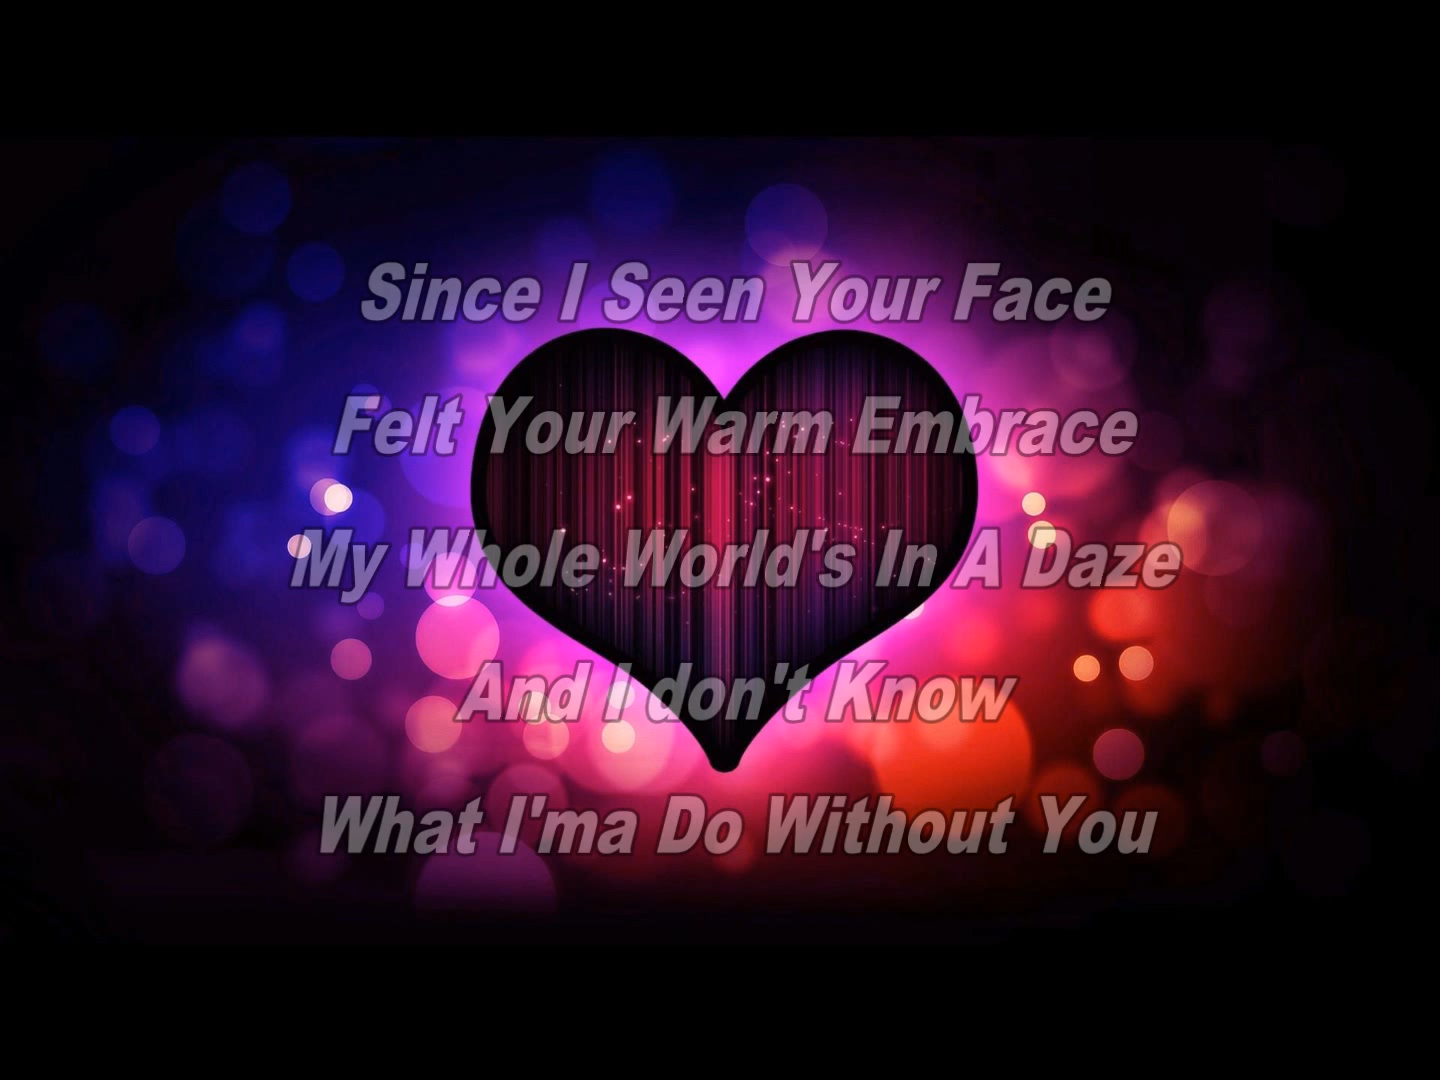 Since I Seen Your Face
Felt Your Warm Embrace
My Whole World's In A Daze
And I don't Know
What I'ma Do Without You